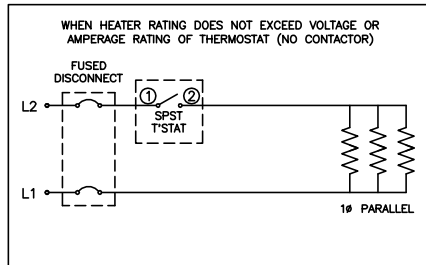 WHEN HEATER RATING DOES NOT EXCEED VOLTAGE OR
AMPERAGE RATING OF THERMOSTAT (NO CONTACTOR)
FUSED
DISCONNECT
L2
1 2
SPST
T'STAT
L1
1ø PARALLEL